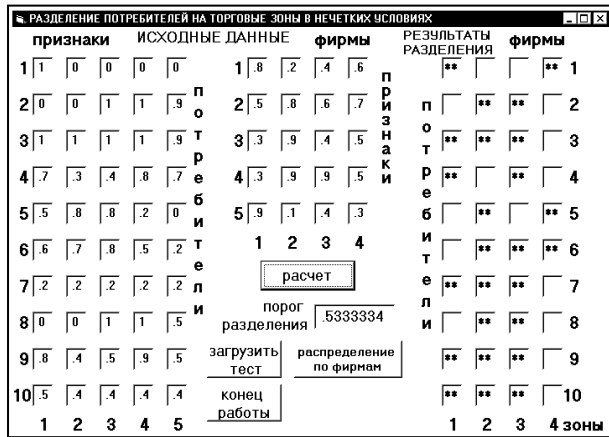 РАЗДЕЛЕНИЕ ПОТРЕБИТЕЛЕЙ НА ТОРГОВЫЕ ЗОНЫ В НЕЧЕТКИХ УСЛОВИЯХ
признаки ИСХОДНЫЕ ДАННЫЕ фирмы РЕЗУЛЬТАТЫ РАЗДЕЛЕНИЯ фирмы
1 1 0 0 0 0 1 .8 .2 .4 .6 ** ** 1
2 0 0 1 1 .9 2 .5 .8 .6 .7 ** ** 2
3 1 1 1 1 .9 3 .3 .9 .4 .5 ** ** ** 3
4 .7 .3 .4 .8 .7 4 .3 .9 .9 .5 ** ** 4
5 .5 .8 .8 .2 0 5 .9 .1 .4 .3 ** ** 5
6 .6 .7 .8 .5 .2 1 2 3 4 ** ** ** 6
7 .2 .2 .2 .2 .2 расчет ** ** ** 7
8 0 0 1 1 .5 порог разделения .5333334 ** ** 8
9 .8 .4 .5 .9 .5 загрузить тест распределение по фирмам ** ** ** 9
10 .5 .4 .4 .4 .4 конец работы ** ** ** 10
1 2 3 4 5 1 2 3 4 зоны
потребители
признаки
потребители